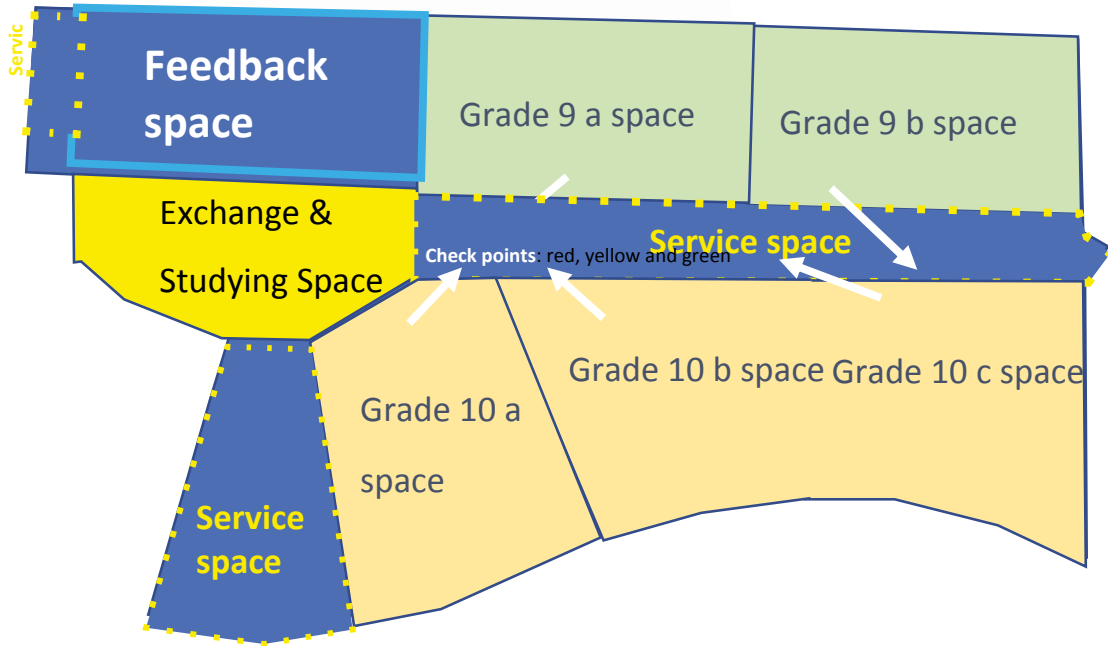 Servic
Feedback
space
Grade 9 a space
Grade 9 b space
Exchange &
Studying Space
Service space
Check points: red, yellow and green
Grade 10 b space
Grade 10 c space
Grade 10 a
space
Service
space